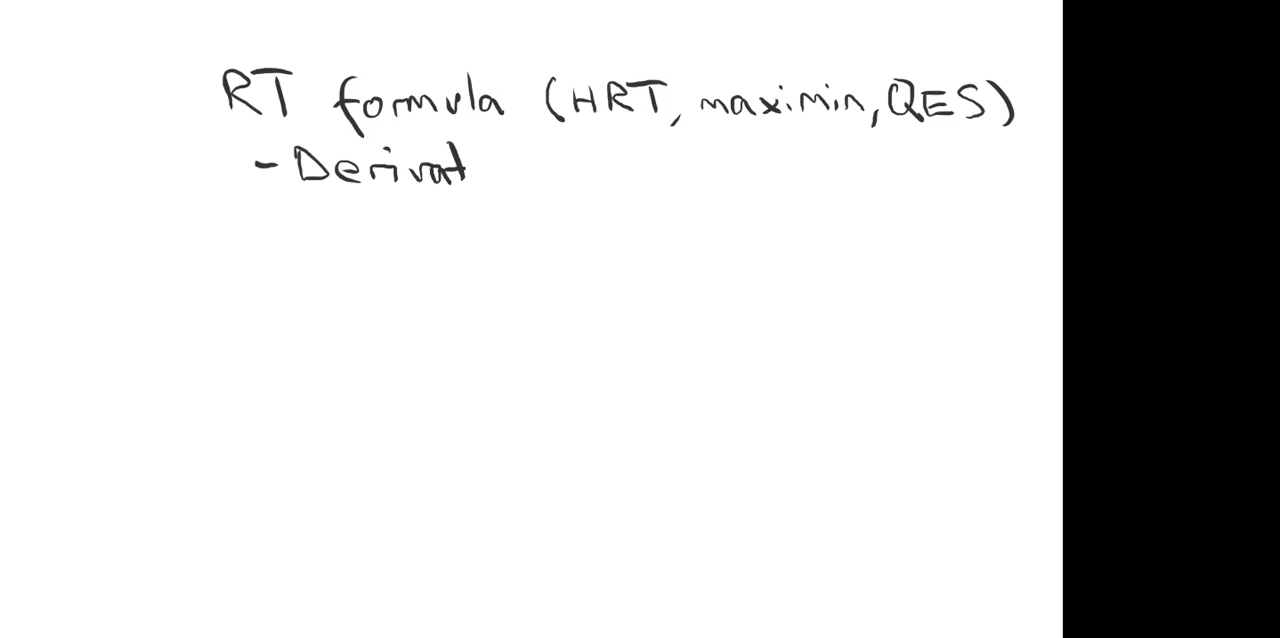 RT formula (HRT, maximin, QES)
- Derivat